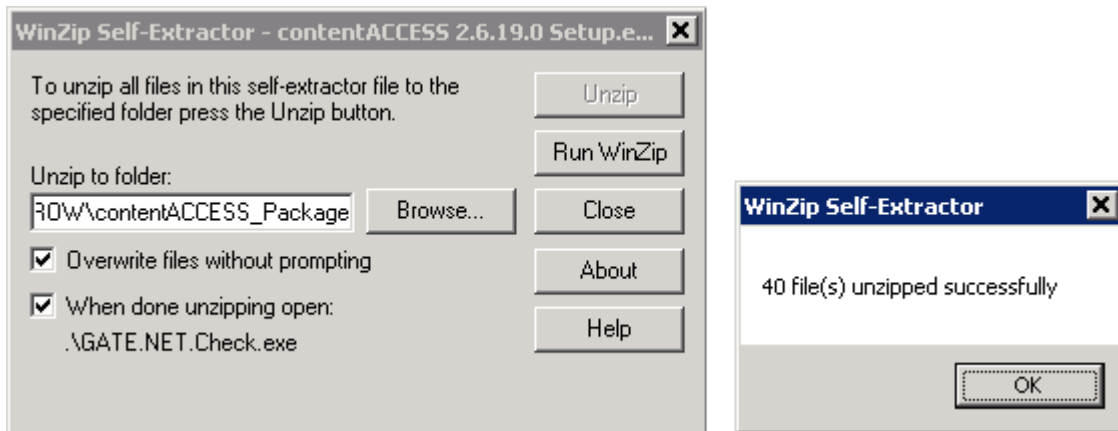 WinZip Self-Extractor - contentACCESS 2.6.19.0 Setup.e...
To unzip all files in this self-extractor file to the
specified folder press the Unzip button.
Unzip
Run WinZip
Unzip to folder:
ROW\contentACCESS_Package
Browse...
Close
Overwrite files without prompting
About
When done unzipping open:
.\GATE.NET.Check.exe
Help
WinZip Self-Extractor
40 file(s) unzipped successfully
OK